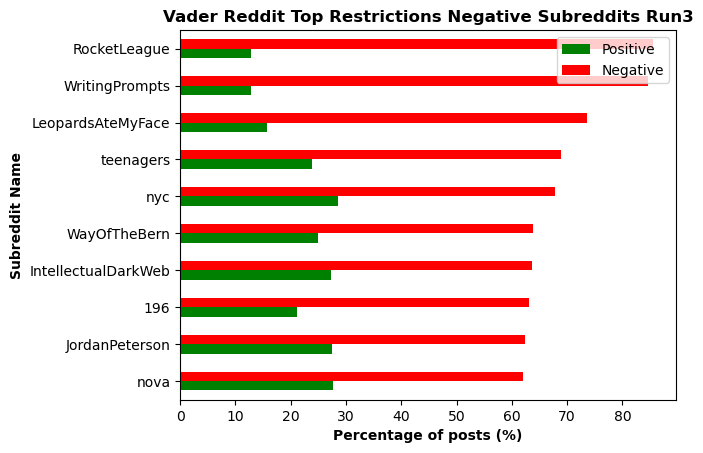 Vader Reddit Top Restrictions Negative Subreddits Run3
Positive
Negative
Subreddit Name
RocketLeague
WritingPrompts
LeopardsAteMyFace
teenagers
nyc
WayOfTheBern
IntellectualDarkWeb
196
JordanPeterson
nova
0 10 20 30 40 50 60 70 80
Percentage of posts (%)